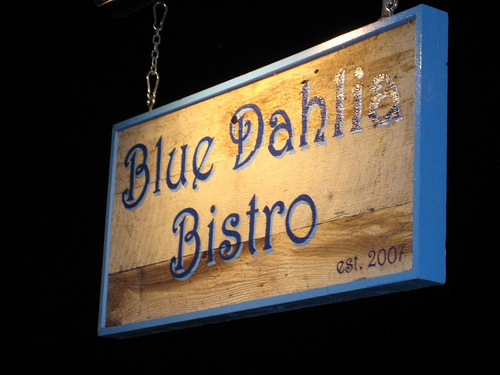 Blue Dahlia
Bistro
est. 2007